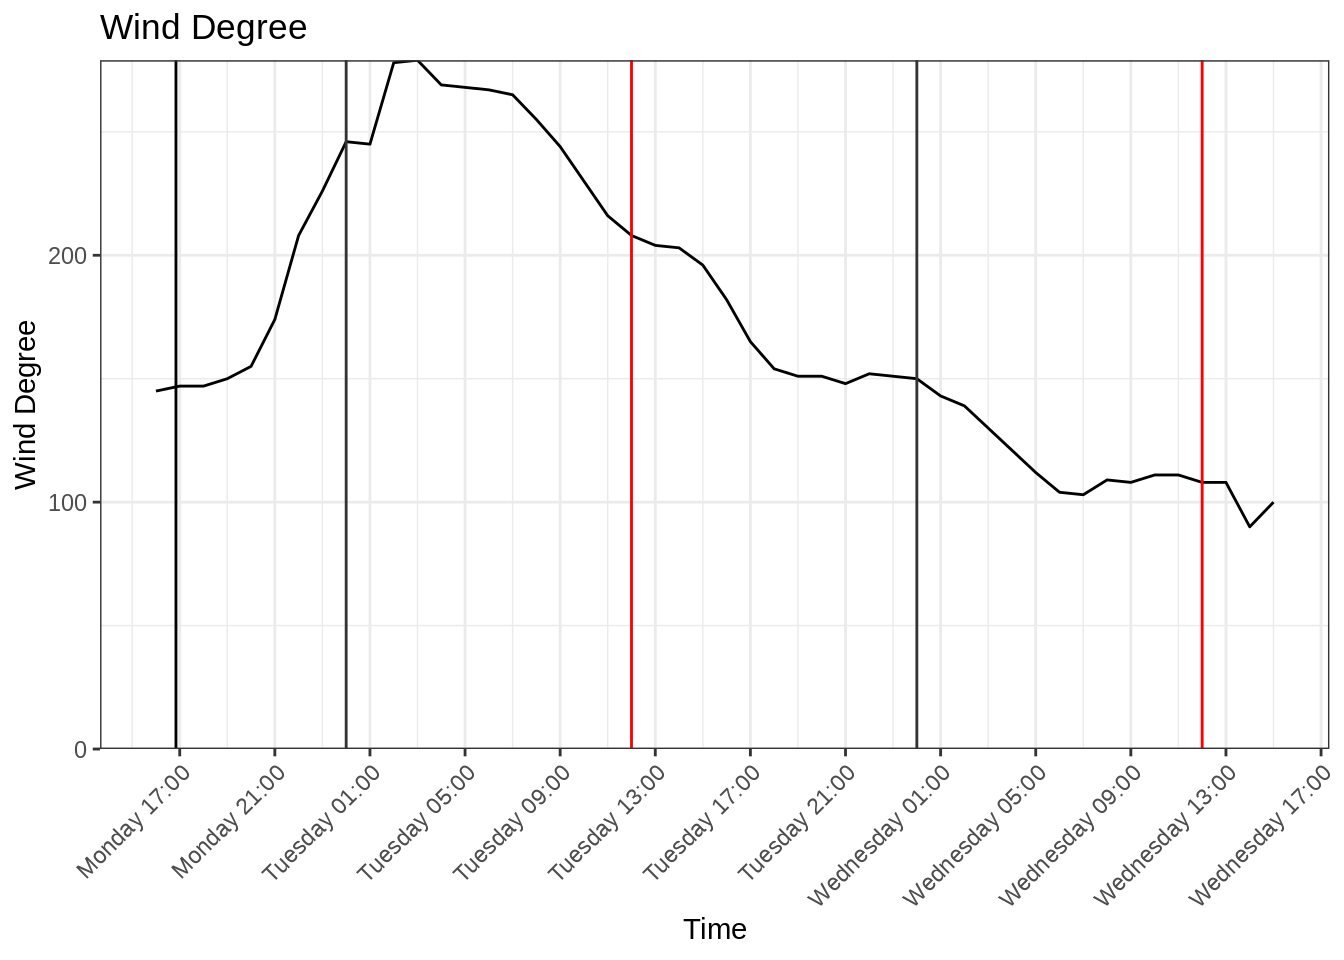 Wind Degree
Wind Degree
200
100
0
Monday 17:00
Monday 21:00
Tuesday 01:00
Tuesday 05:00
Tuesday 09:00
Tuesday 13:00
Tuesday 17:00
Tuesday 21:00
Wednesday 01:00
Wednesday 05:00
Wednesday 09:00
Wednesday 13:00
Wednesday 17:00
Time